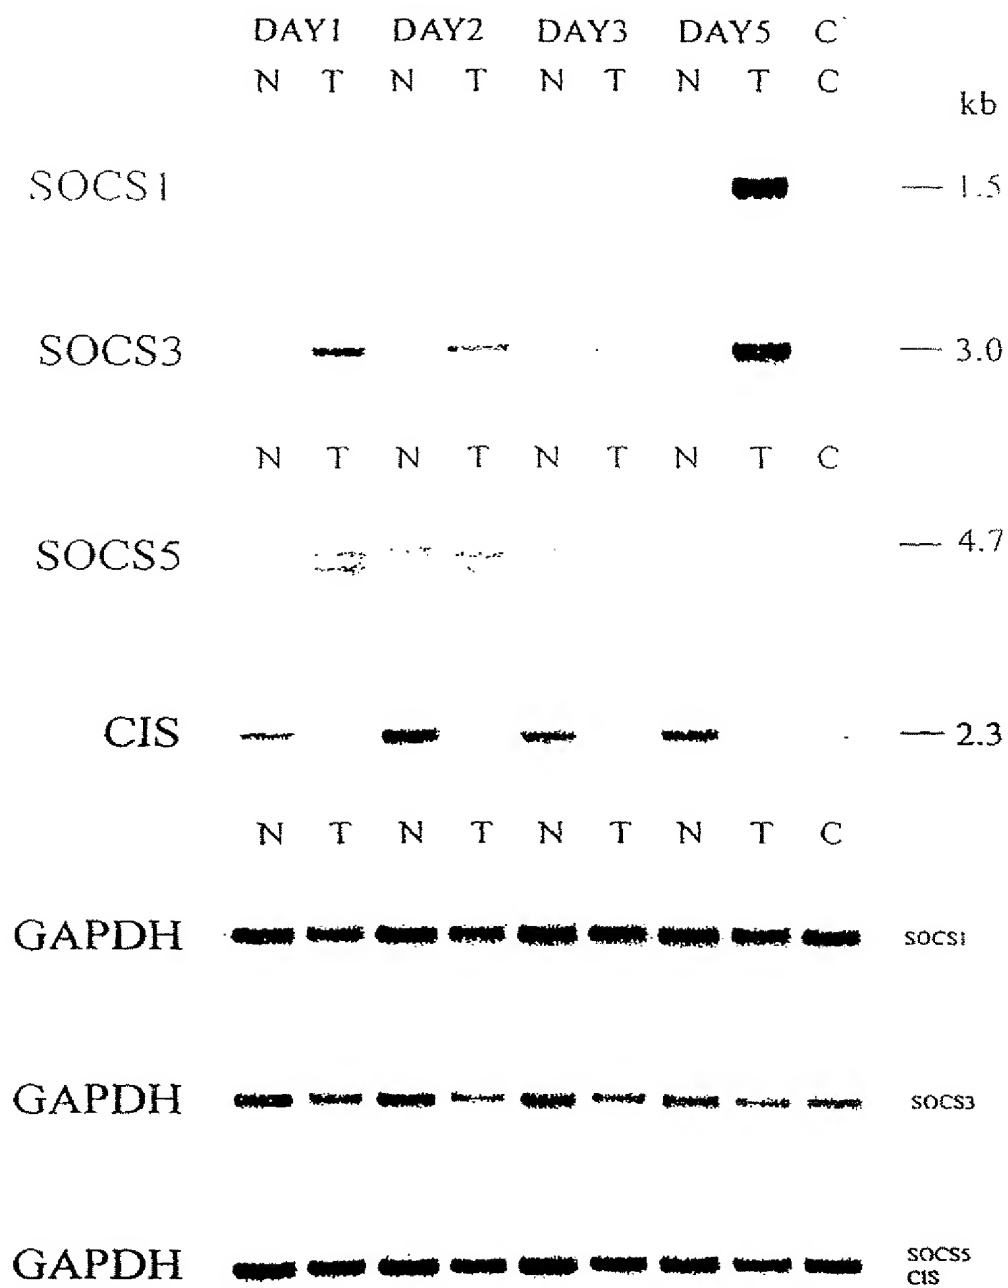 DAY1 DAY2 DAY3 DAY5 C
N T N T N T N T C
kb
SOCS1 — 1.5
SOCS3 — 3.0
N T N T N T N T C
SOCS5 — 4.7
CIS — 2.3
N T N T N T N T C
GAPDH SOCS1
GAPDH SOCS3
GAPDH SOCS5
CIS